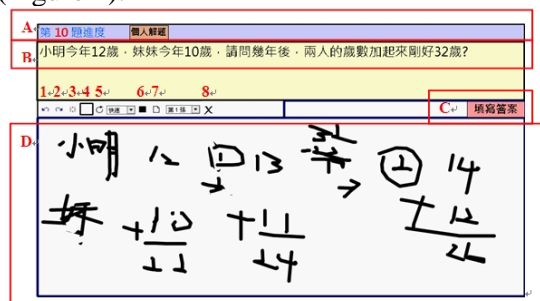 A 第 10 題進度 個人解題
B 小明今年12歲，妹妹今年10歲，請問幾年後，兩人的歲數加起來剛好32歲?
1 2 3 4 5 6 7 8
快速 第1張 X C 填寫答案
D 小明 12 ① 13 ② 14
妹 +10 +11 +12
22 24 26